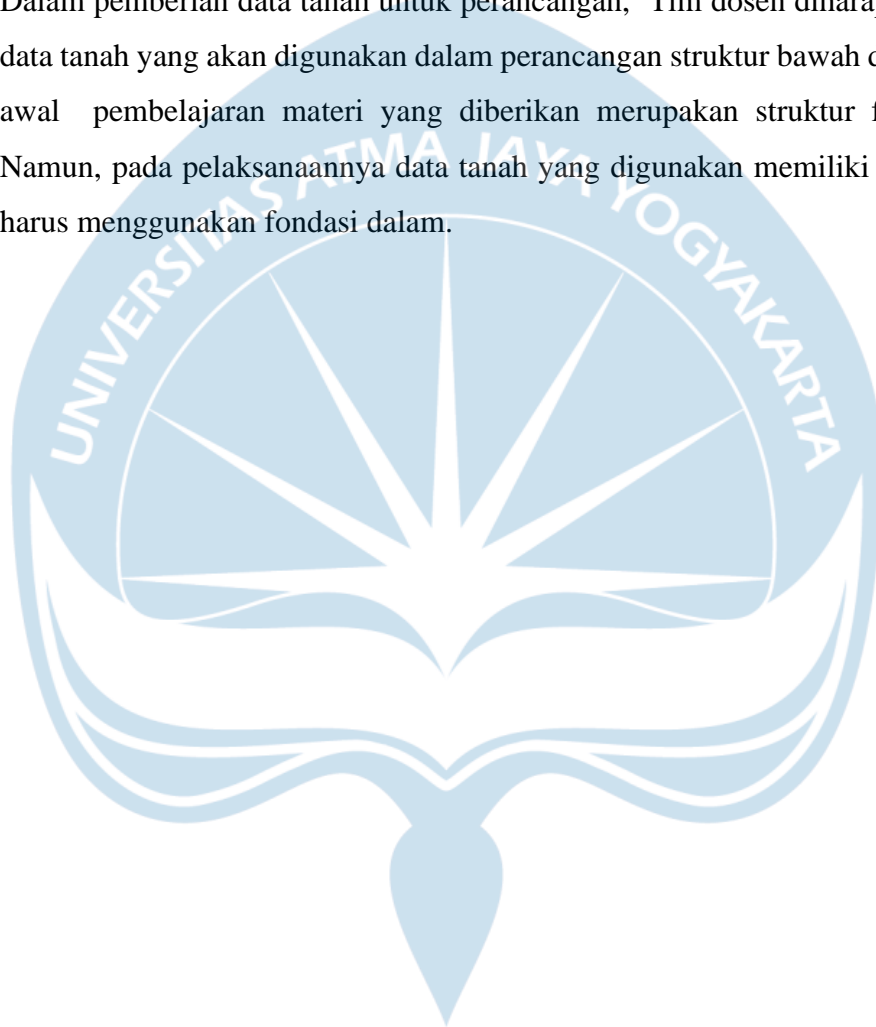 Dalam pemberian data tanah untuk perancangan, Tim dosen
data tanah yang akan digunakan dalam perancangan struktur bawah
awal pembelajaran materi yang diberikan merupakan struktur
Namun, pada pelaksanaannya data tanah yang digunakan memiliki
harus menggunakan fondasi dalam.
UNIVERSITAS ATMA JAYA YOGYAKARTA